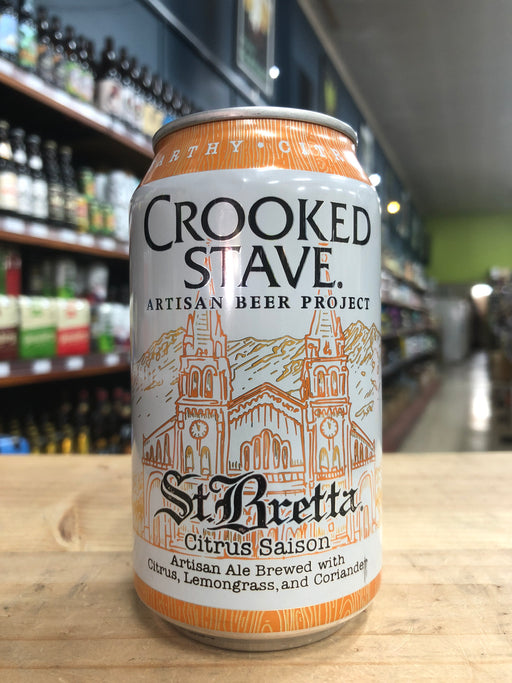 CROOKED
STAVE.
ARTISAN BEER PROJECT
St. Bretta.
Citrus Saison
Artisan Ale Brewed with
Citrus, Lemongrass, and Coriander